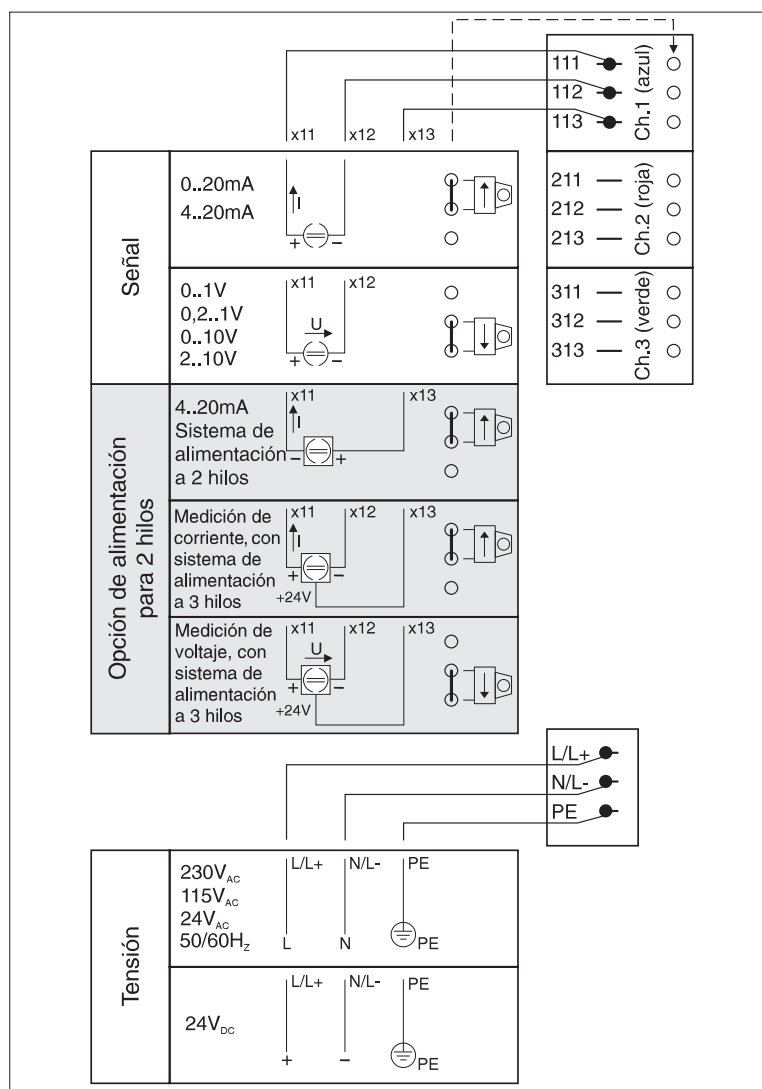 111
112
113
Ch.1 (azul)
x11 x12 x13
211
212
213
Ch.2 (roja)
311
312
313
Ch.3 (verde)
Señal
0..20mA
4..20mA
I
+ −
0..1V
0,2..1V
0..10V
2..10V
x11 x12
U
+ −
Opción de alimentación
para 2 hilos
4..20mA
Sistema de
alimentación
a 2 hilos
x11 x13
I
− +
Medición de
corriente, con
sistema de
alimentación
a 3 hilos
x11 x12 x13
I
+ −
+24V
Medición de
voltaje, con
sistema de
alimentación
a 3 hilos
x11 x12 x13
U
+ −
+24V
L/L+
N/L-
PE
Tensión
230VAC
115VAC
24VAC
50/60HZ
L/L+ N/L- PE
L N PE
24VDC
L/L+ N/L- PE
+ − PE